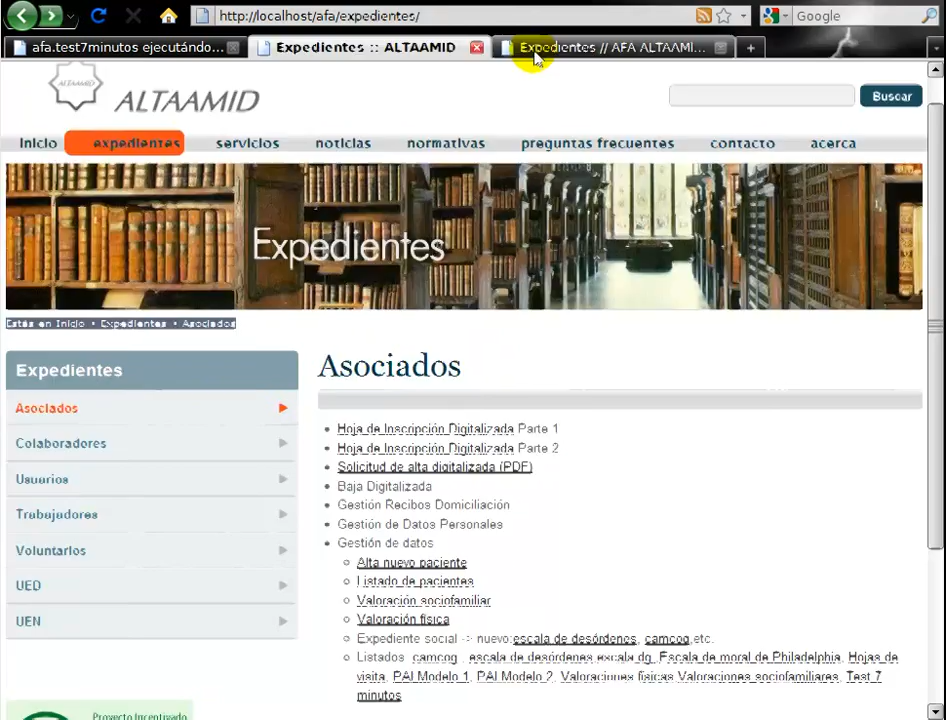 http://localhost/afa/expedientes/
Google
afa.test7minutos ejecutándo...
Expedientes :: ALTAAMID
Expedientes // AFA ALTAAMI...
ALTAAMID
ALTAAMID
Buscar
Inicio expedientes servicios noticias normativas preguntas frecuentes contacto acerca
Expedientes
Estás en Inicio • Expedientes • Asociados
Expedientes
Asociados
Colaboradores
Usuarios
Trabajadores
Voluntarios
UED
UEN
Asociados
Hoja de Inscripción Digitalizada Parte 1
Hoja de Inscripción Digitalizada Parte 2
Solicitud de alta digitalizada (PDF)
Baja Digitalizada
Gestión Recibos Domiciliación
Gestión de Datos Personales
Gestión de datos
Alta nuevo paciente
Listado de pacientes
Valoración sociofamiliar
Valoración física
Expediente social -> nuevo:escala de desórdenes, camcog,etc.
Listados camcog, escala de desórdenes excala dg, Escala de moral de Philadelphia, Hojas de
visita, PAI Modelo 1, PAI Modelo 2, Valoraciones físicas Valoraciones sociofamiliares, Test 7
minutos
Proyecto Incentivado